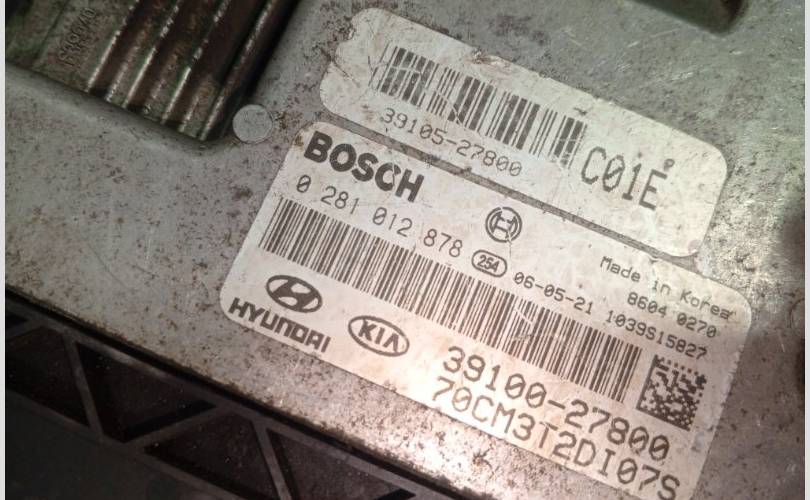 39105-27800
C01E
BOSCH
0 281 012 878 254 06-05-21 1039S15827
Made in Korea
8604 0270
HYUNDAI
KIA
39100-27800
70CM3T2DI07S